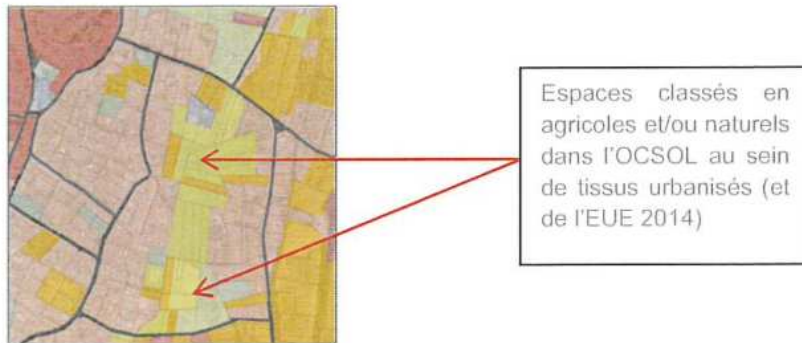 Espaces classés en
agricoles et/ou naturels
dans l'OCSOL au sein
de tissus urbanisés (et
de l'EUE 2014)